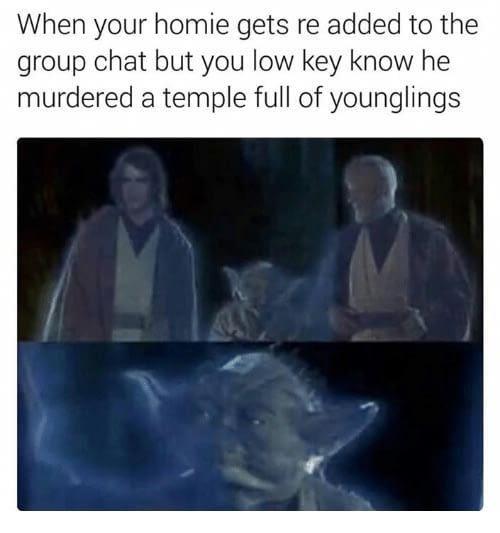 When your homie gets re added to the
group chat but you low key know he
murdered a temple full of younglings